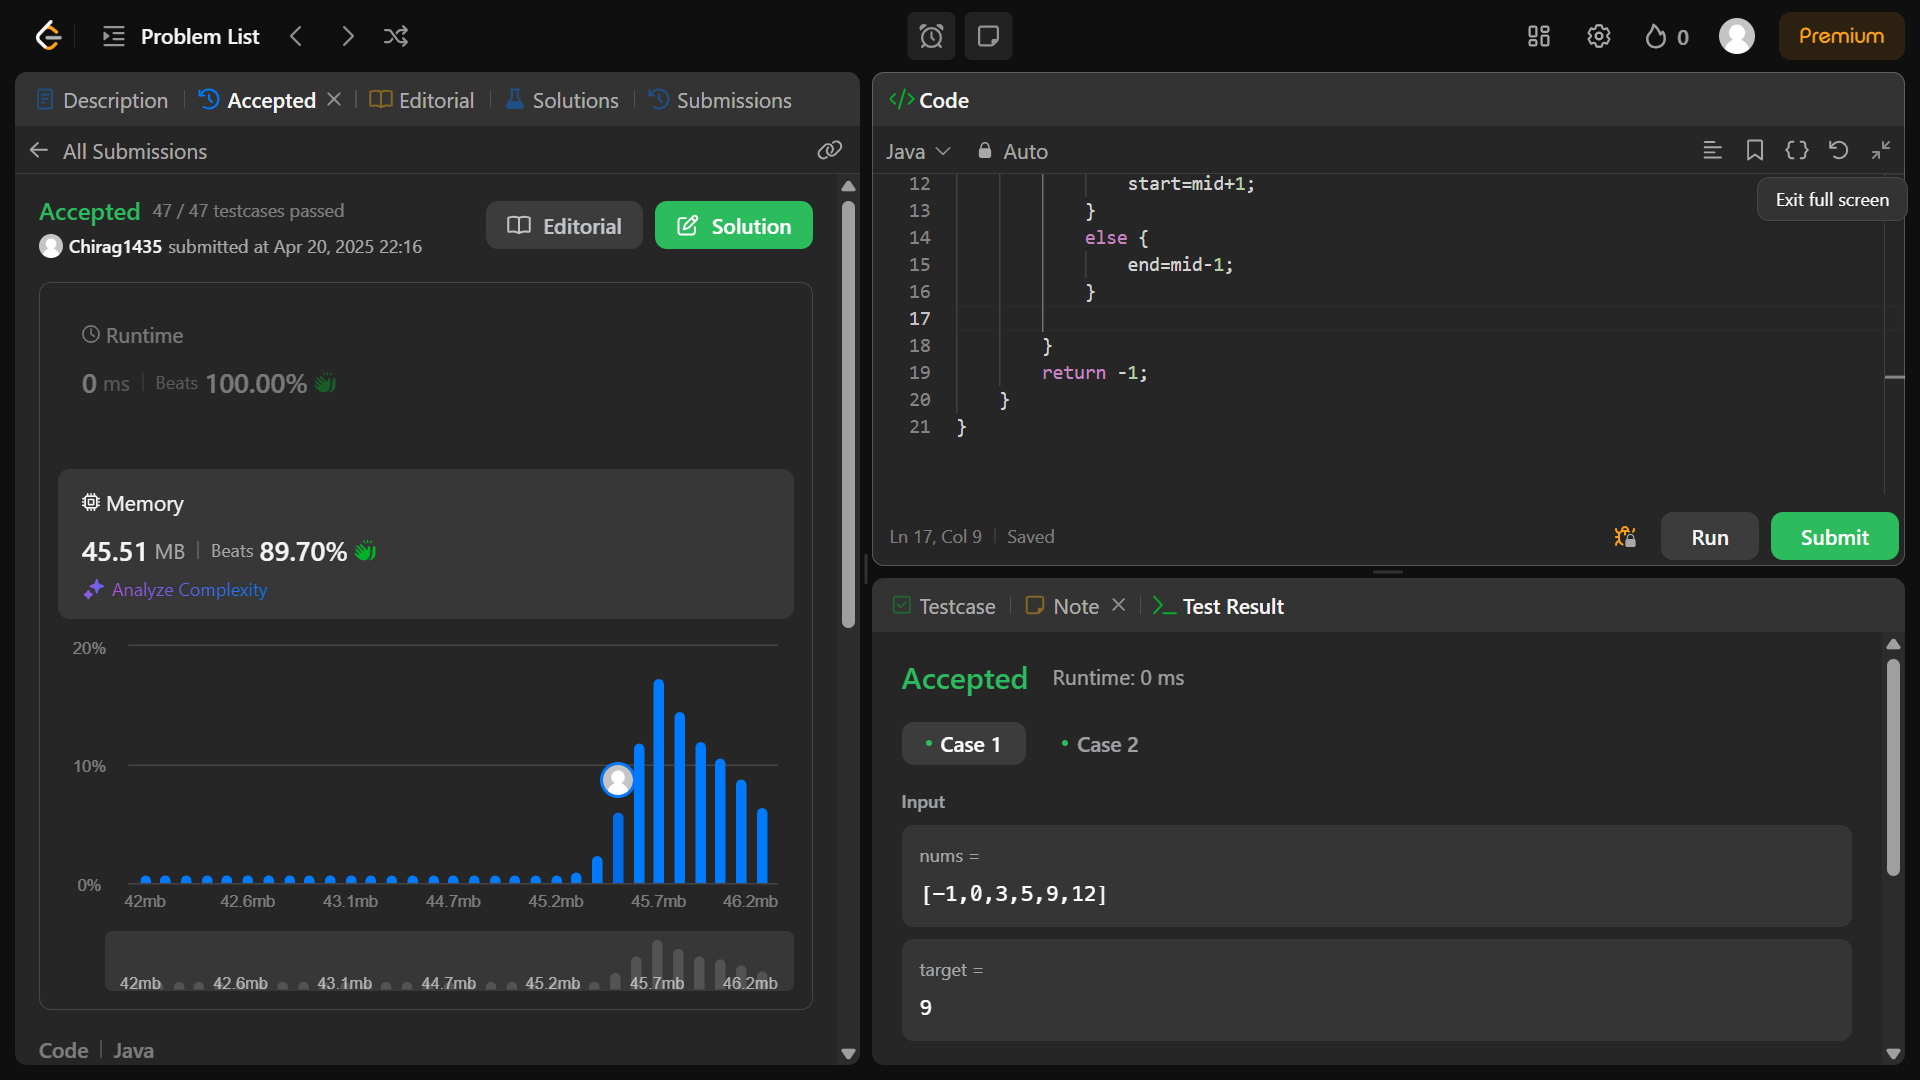 Problem List
0
Premium
Description
Accepted
Editorial
Solutions
Submissions
All Submissions
Accepted 47 / 47 testcases passed
Chirag1435 submitted at Apr 20, 2025 22:16
Editorial
Solution
Runtime
0 ms | Beats 100.00%
Memory
45.51 MB | Beats 89.70%
Analyze Complexity
20%
10%
0%
42mb 42.6mb 43.1mb 44.7mb 45.2mb 45.7mb 46.2mb
42mb 42.6mb 43.1mb 44.7mb 45.2mb 45.7mb 46.2mb
Code | Java
</> Code
Java
Auto
Exit full screen
12 start=mid+1;
13 }
14 else {
15 end=mid-1;
16 }
17
18 }
19 return -1;
20 }
21 }
Ln 17, Col 9 | Saved
Run
Submit
Testcase
Note
Test Result
Accepted Runtime: 0 ms
Case 1
Case 2
Input
nums =
[-1,0,3,5,9,12]
target =
9